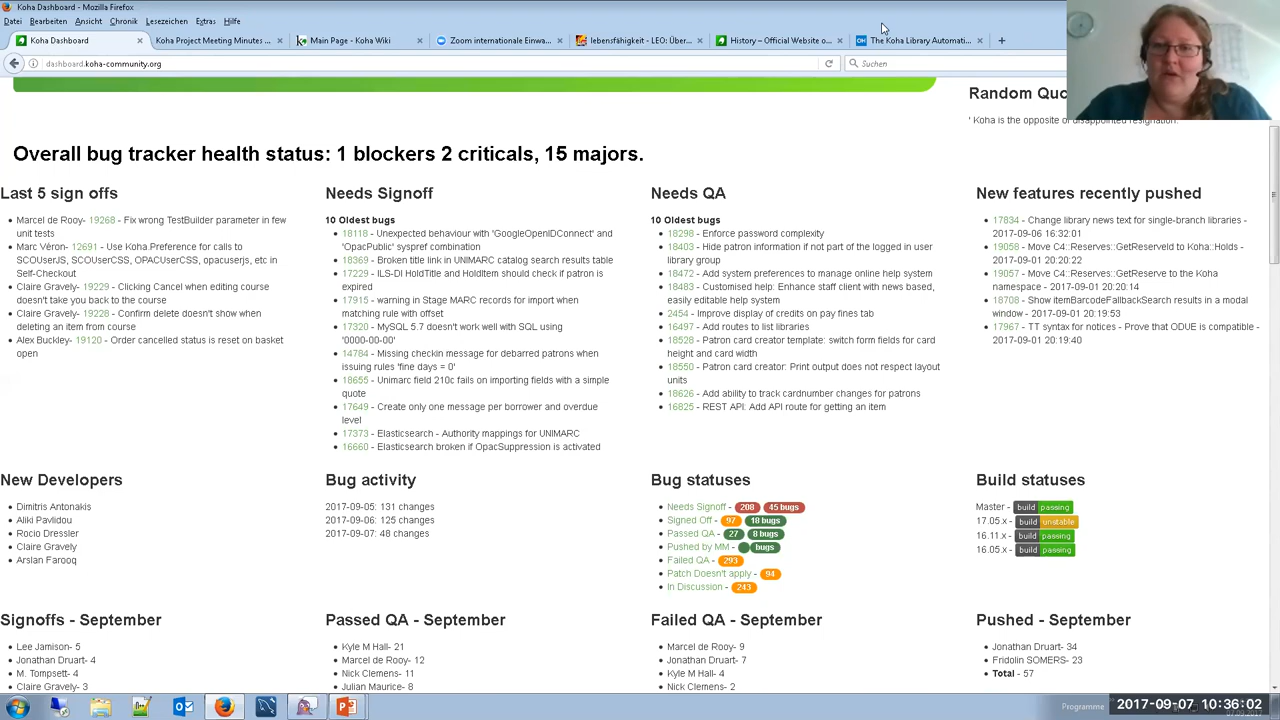 Koha Dashboard - Mozilla Firefox
Datei Bearbeiten Ansicht Chronik Lesezeichen Extras Hilfe
Koha Dashboard × Koha Project Meeting Minutes ... × Main Page - Koha Wiki × Zoom internationale Einwa... × lebensfähigkeit - LEO: Über... × History – Official Website o... × The Koha Library Automati... × +
dashboard.koha-community.org Suchen
Random Quo
' Koha is the opposite of disappointed resignation.
Overall bug tracker health status: 1 blockers 2 criticals, 15 majors.
Last 5 sign offs
Marcel de Rooy- 19268 - Fix wrong TestBuilder parameter in few
unit tests
Marc Véron- 12691 - Use Koha.Preference for calls to
SCOUserJS, SCOUserCSS, OPACUserCSS, opacuserjs, etc in
Self-Checkout
Claire Gravely- 19229 - Clicking Cancel when editing course
doesn't take you back to the course
Claire Gravely- 19228 - Confirm delete doesn't show when
deleting an item from course
Alex Buckley- 19120 - Order cancelled status is reset on basket
open
Needs Signoff
10 Oldest bugs
18118 - Unexpected behaviour with 'GoogleOpenIDConnect' and
'OpacPublic' syspref combination
18369 - Broken title link in UNIMARC catalog search results table
17229 - ILS-DI HoldTitle and HoldItem should check if patron is
expired
17915 - warning in Stage MARC records for import when
matching rule with offset
17320 - MySQL 5.7 doesn't work well with SQL using
'0000-00-00'
14784 - Missing checkin message for debarred patrons when
issuing rules 'fine days = 0'
18655 - Unimarc field 210c fails on importing fields with a simple
quote
17649 - Create only one message per borrower and overdue
level
17373 - Elasticsearch - Authority mappings for UNIMARC
16660 - Elasticsearch broken if OpacSuppression is activated
Needs QA
10 Oldest bugs
18298 - Enforce password complexity
18403 - Hide patron information if not part of the logged in user
library group
18472 - Add system preferences to manage online help system
18483 - Customised help: Enhance staff client with news based,
easily editable help system
2454 - Improve display of credits on pay fines tab
16497 - Add routes to list libraries
18528 - Patron card creator template: switch form fields for card
height and card width
18550 - Patron card creator: Print output does not respect layout
units
18626 - Add ability to track cardnumber changes for patrons
16825 - REST API: Add API route for getting an item
New features recently pushed
17834 - Change library news text for single-branch libraries -
2017-09-06 16:32:01
19058 - Move C4::Reserves::GetReserveId to Koha::Holds -
2017-09-01 20:20:22
19057 - Move C4::Reserves::GetReserve to the Koha
namespace - 2017-09-01 20:20:14
18708 - Show itemBarcodeFallbackSearch results in a modal
window - 2017-09-01 20:19:53
17967 - TT syntax for notices - Prove that ODUE is compatible -
2017-09-01 20:19:40
New Developers
Dimitris Antonakis
Aliki Pavlidou
Rocio Dressler
Claire Gravely
Arslan Farooq
Bug activity
2017-09-05: 131 changes
2017-09-06: 125 changes
2017-09-07: 48 changes
Bug statuses
Needs Signoff - 208 45 bugs
Signed Off - 97 18 bugs
Passed QA - 27 8 bugs
Pushed by MM - bugs
Failed QA - 293
Patch Doesn't apply - 94
In Discussion - 243
Build statuses
Master - build passing
17.05.x - build unstable
16.11.x - build passing
16.05.x - build passing
Signoffs - September
Lee Jamison- 5
Jonathan Druart- 4
M. Tompsett- 4
Claire Gravely- 3
Passed QA - September
Kyle M Hall- 21
Marcel de Rooy- 12
Nick Clemens- 11
Julian Maurice- 8
Failed QA - September
Marcel de Rooy- 9
Jonathan Druart- 7
Kyle M Hall- 4
Nick Clemens- 2
Pushed - September
Jonathan Druart- 34
Fridolin SOMERS- 23
Total - 57
Programme 2017-09-07 10:36:02